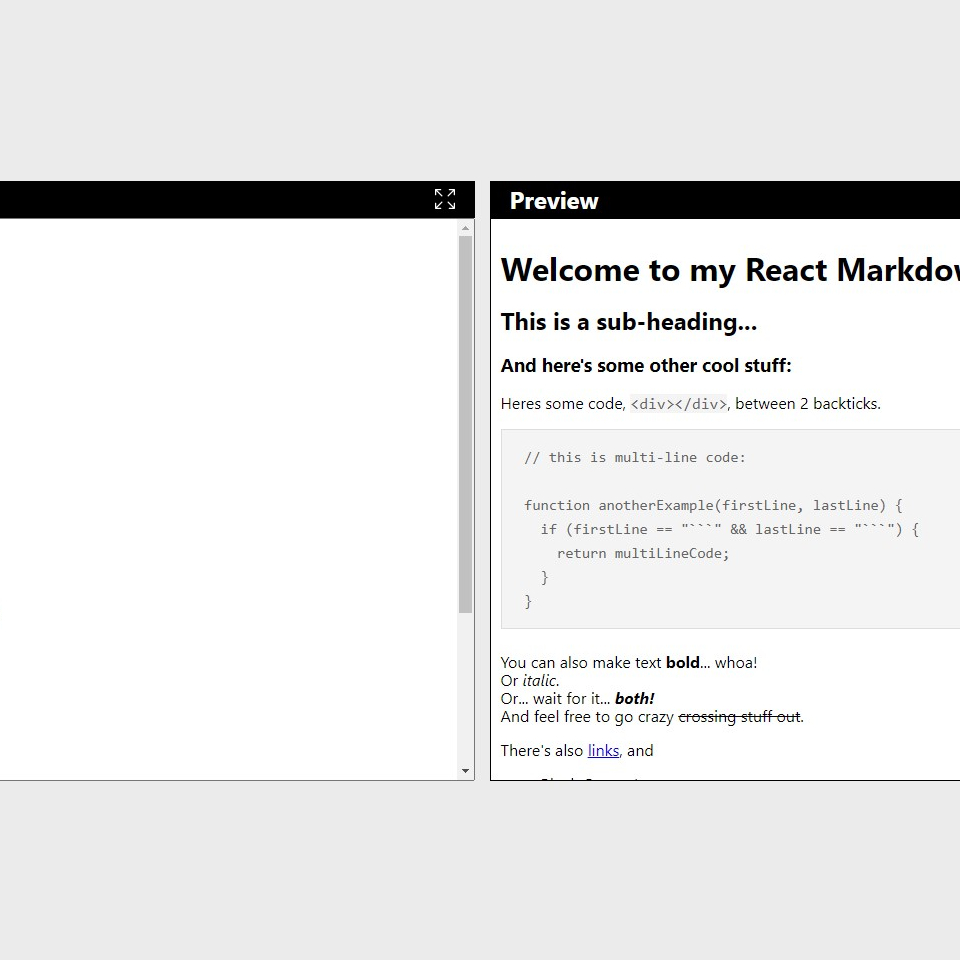 Preview
Welcome to my React Markdow
This is a sub-heading...
And here's some other cool stuff:
Heres some code, <div></div>, between 2 backticks.
// this is multi-line code:
function anotherExample(firstLine, lastLine) {
  if (firstLine == "```" && lastLine == "```") {
    return multiLineCode;
  }
}
You can also make text bold... whoa!
Or italic.
Or... wait for it... both!
And feel free to go crazy crossing stuff out.
There's also links, and